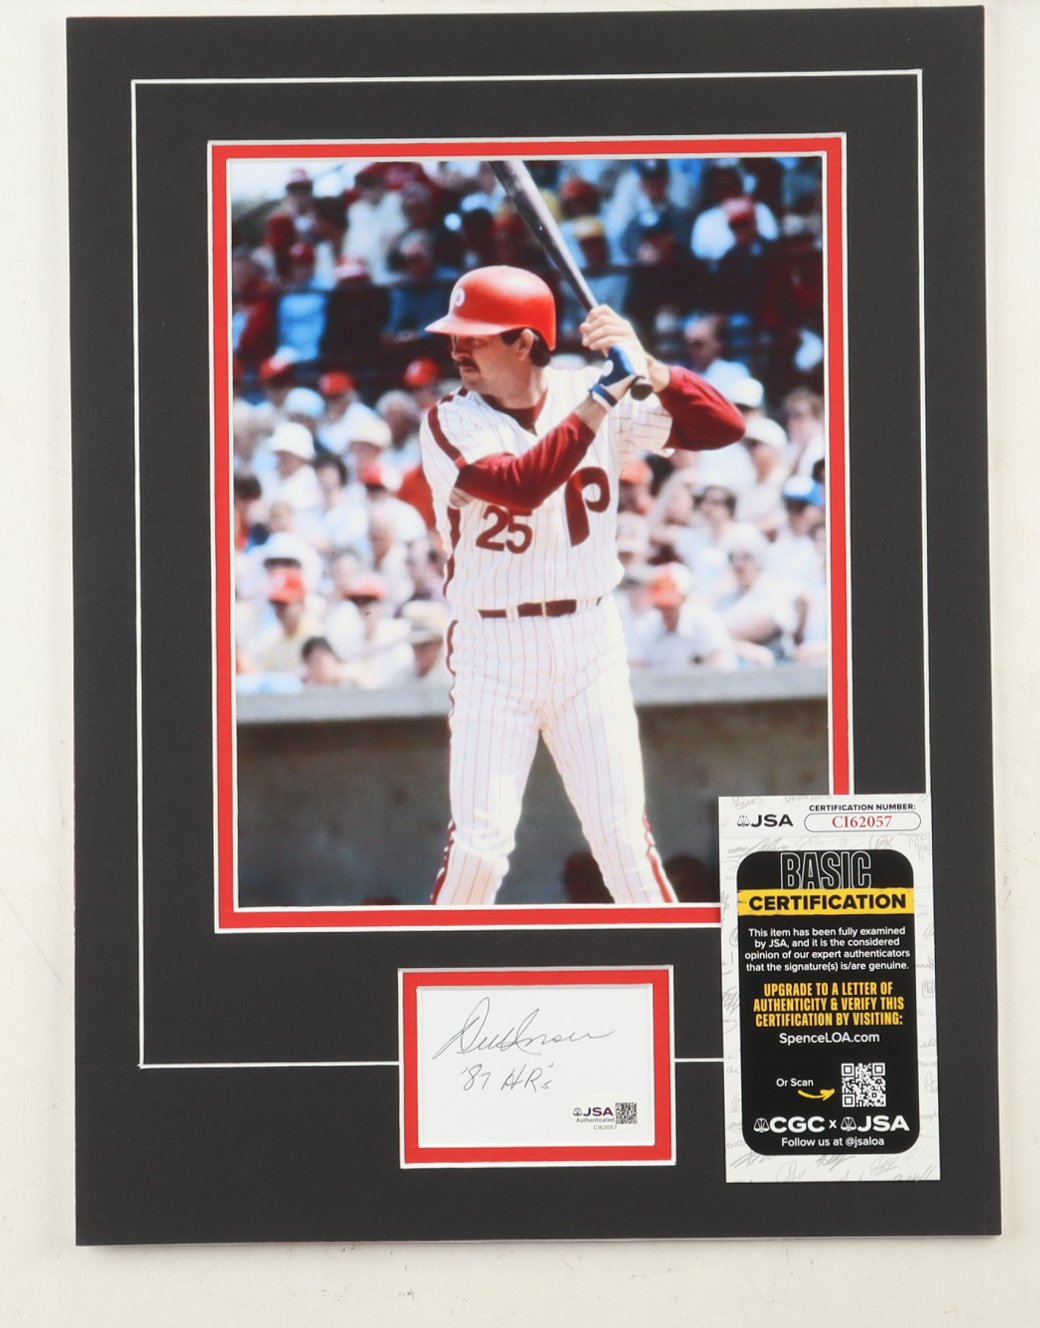 P
P
25
JSA
CERTIFICATION NUMBER:
CI62057
BASIC
CERTIFICATION
This item has been fully examined
by JSA, and it is the considered
opinion of our expert authenticators
that the signature(s) is/are genuine.
UPGRADE TO A LETTER OF
AUTHENTICITY & VERIFY THIS
CERTIFICATION BY VISITING:
SpenceLOA.com
Or Scan
CGC x JSA
Follow us at @jsaloa
'87 HR's
JSA
Authenticated
CI62057